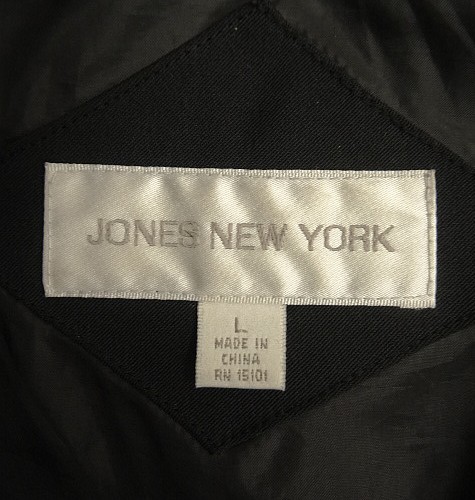 JONES NEW YORK
L
MADE IN
CHINA
RN 15101